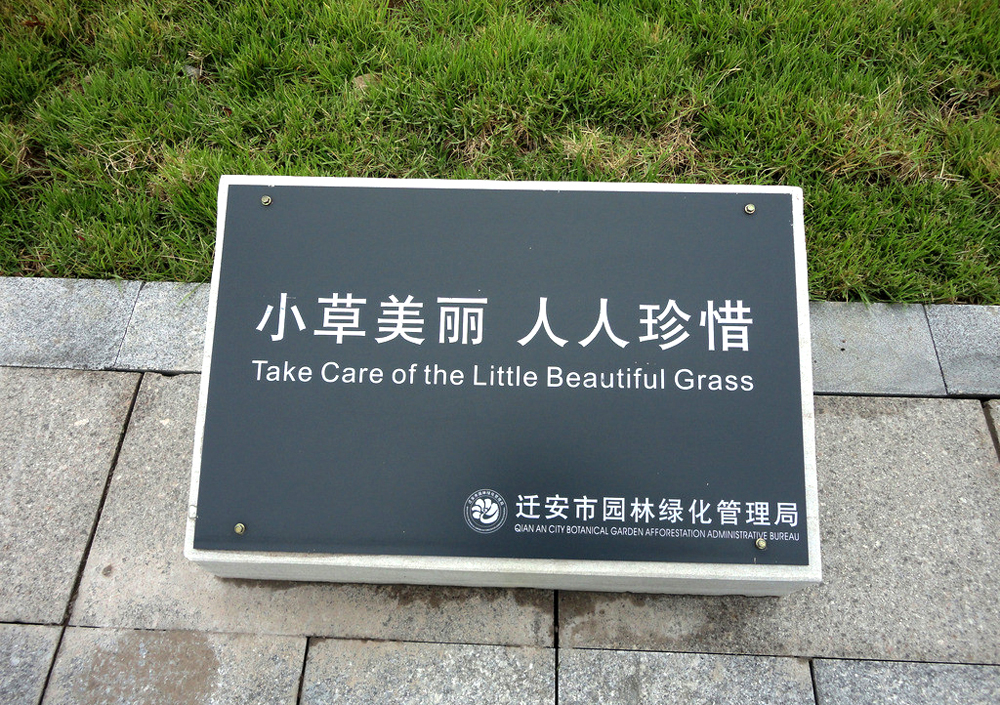 小草美丽 人人珍惜
Take Care of the Little Beautiful Grass
迁安市园林绿化管理局
QIAN AN CITY BOTANICAL GARDEN AFFORESTATION ADMINISTRATIVE BUREAU